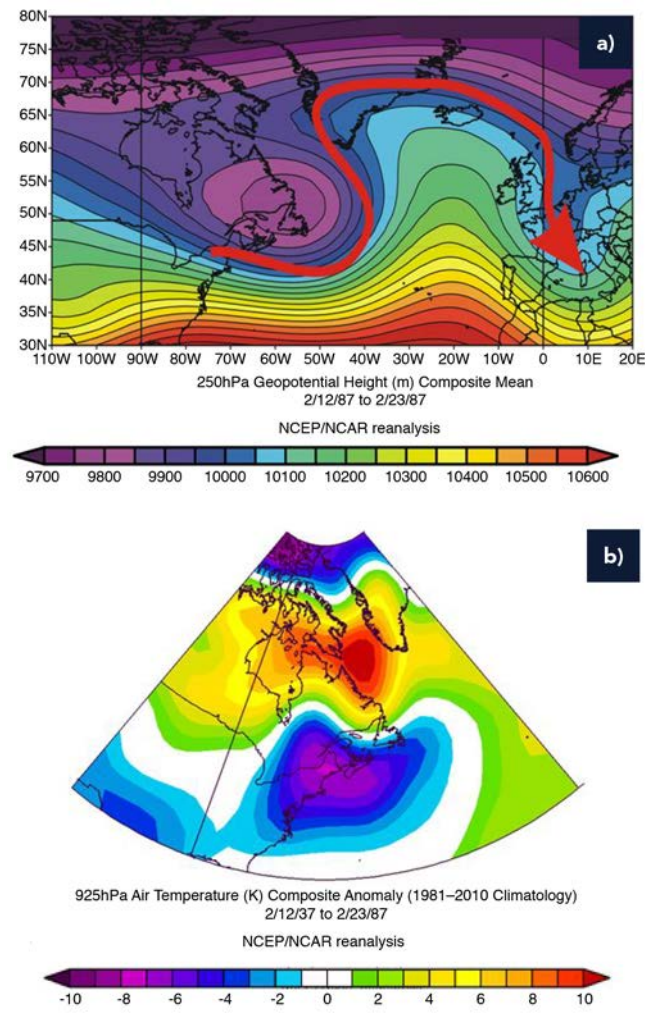 a)
80N
75N
70N
65N
60N
55N
50N
45N
40N
35N
30N
110W 100W 90W 80W 70W 60W 50W 40W 30W 20W 10W 0 10E 20E
250hPa Geopotential Height (m) Composite Mean
2/12/87 to 2/23/87
NCEP/NCAR reanalysis
9700 9800 9900 10000 10100 10200 10300 10400 10500 10600
b)
925hPa Air Temperature (K) Composite Anomaly (1981–2010 Climatology)
2/12/37 to 2/23/87
NCEP/NCAR reanalysis
-10 -8 -6 -4 -2 0 2 4 6 8 10